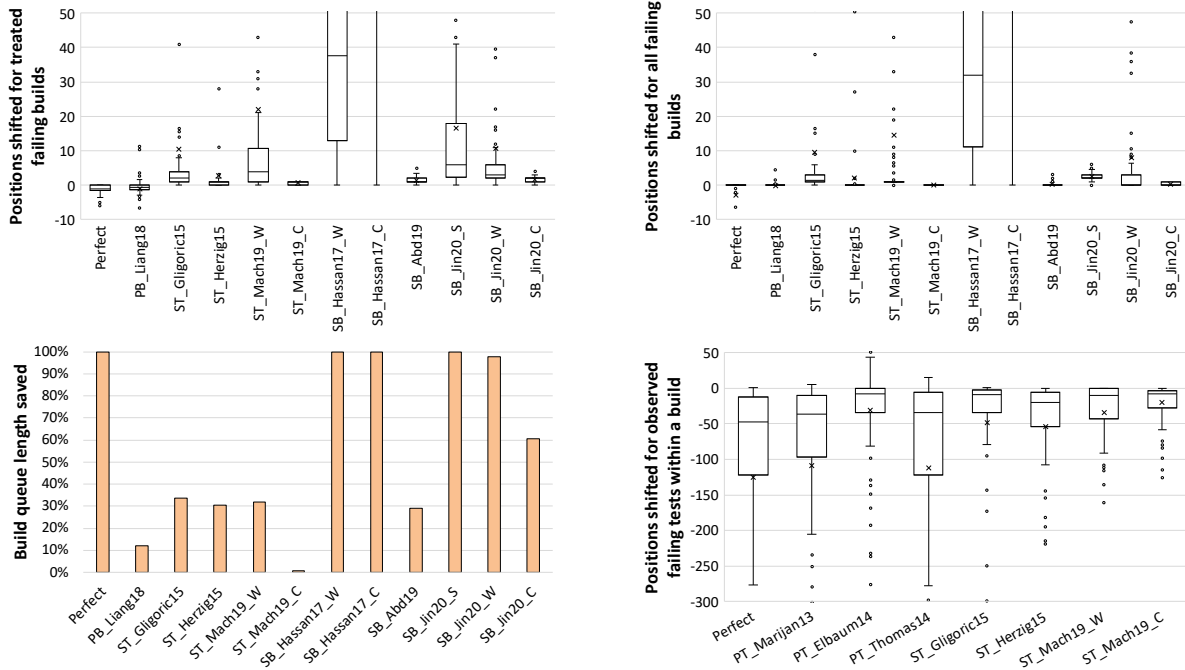 Positions shifted for treated
failing builds
50
40
30
20
10
0
-10
Perfect
PB_Liang18
ST_Gligoric15
ST_Herzig15
ST_Mach19_W
ST_Mach19_C
SB_Hassan17_W
SB_Hassan17_C
SB_Abd19
SB_Jin20_S
SB_Jin20_W
SB_Jin20_C
Positions shifted for all failing
builds
50
40
30
20
10
0
-10
Perfect
PB_Liang18
ST_Gligoric15
ST_Herzig15
ST_Mach19_W
ST_Mach19_C
SB_Hassan17_W
SB_Hassan17_C
SB_Abd19
SB_Jin20_S
SB_Jin20_W
SB_Jin20_C
Build queue length saved
100%
90%
80%
70%
60%
50%
40%
30%
20%
10%
0%
Perfect
PB_Liang18
ST_Gligoric15
ST_Herzig15
ST_Mach19_W
ST_Mach19_C
SB_Hassan17_W
SB_Hassan17_C
SB_Abd19
SB_Jin20_S
SB_Jin20_W
SB_Jin20_C
Positions shifted for observed
failing tests within a build
50
0
-50
-100
-150
-200
-250
-300
Perfect
PT_Marijan13
PT_Elbaum14
PT_Thomas14
ST_Gligoric15
ST_Herzig15
ST_Mach19_W
ST_Mach19_C